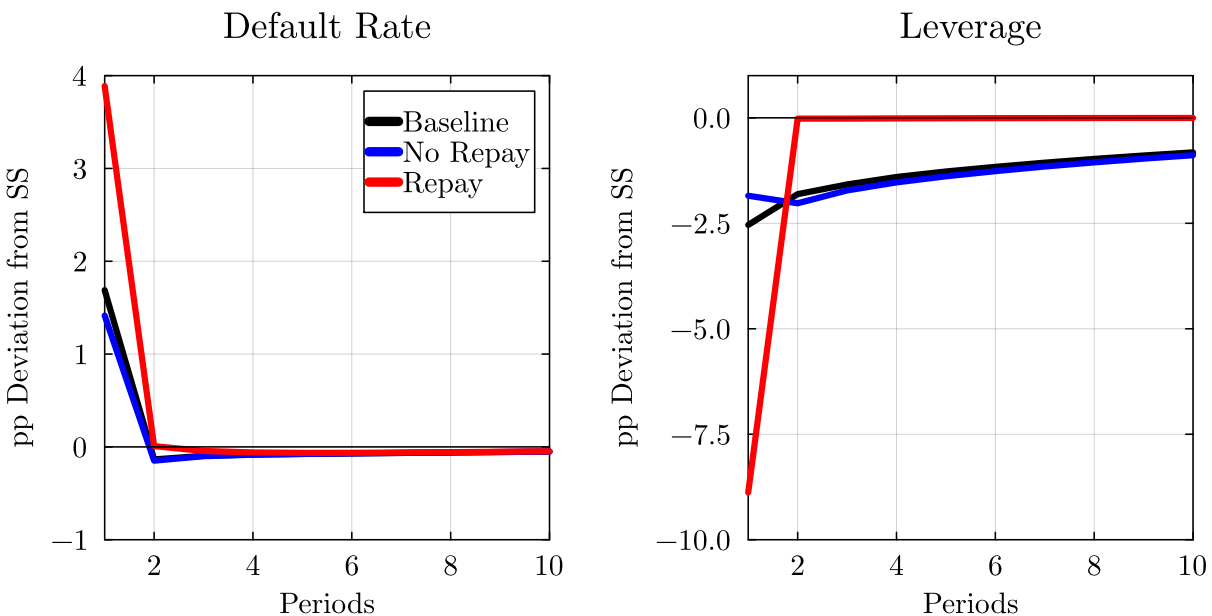 Default Rate
pp Deviation from SS
4
3
2
1
0
−1
2
4
6
8
10
Periods
Baseline
No Repay
Repay
Leverage
pp Deviation from SS
0.0
−2.5
−5.0
−7.5
−10.0
2
4
6
8
10
Periods